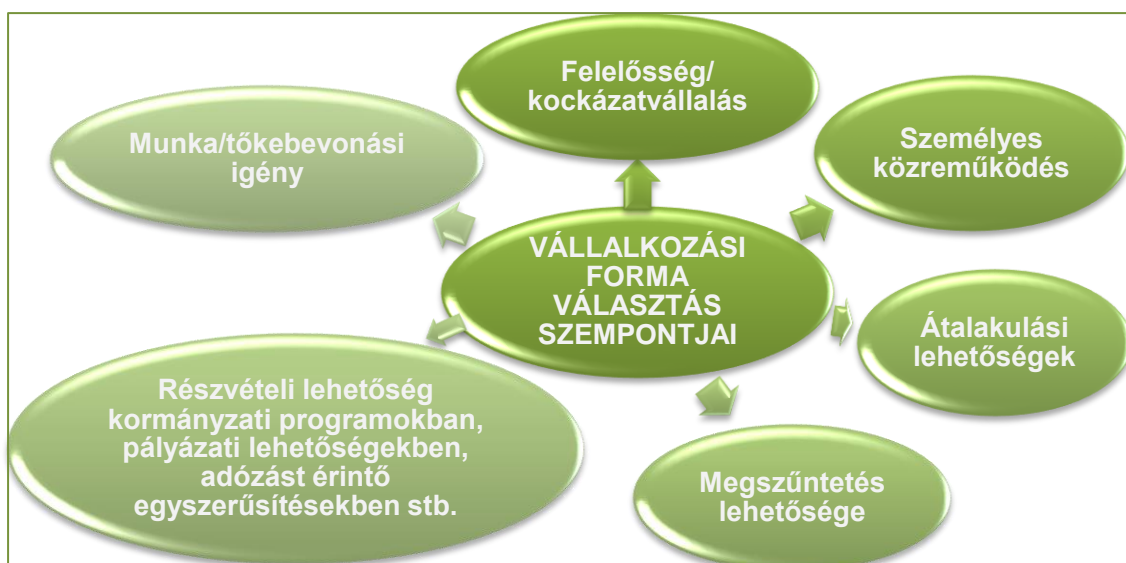 Felelősség/
kockázatvállalás
Személyes
közreműködés
Átalakulási
lehetőségek
Megszűntetés
lehetősége
Részvételi lehetőség
kormányzati programokban,
pályázati lehetőségekben,
adózást érintő
egyszerűsítésekben stb.
Munka/tőkebevonási
igény
VÁLLALKOZÁSI
FORMA
VÁLASZTÁS
SZEMPONTJAI